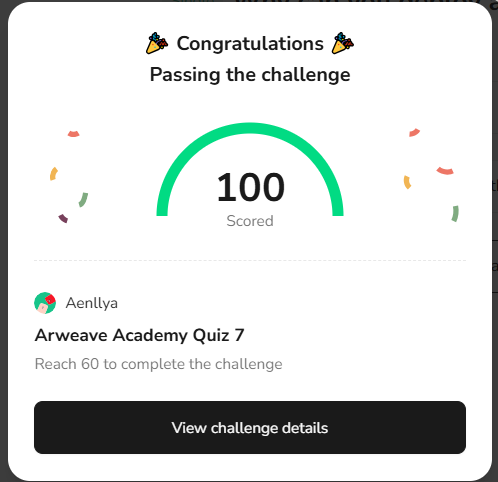 Congratulations
Passing the challenge
100
Scored
Aenllya
Arweave Academy Quiz 7
Reach 60 to complete the challenge
View challenge details